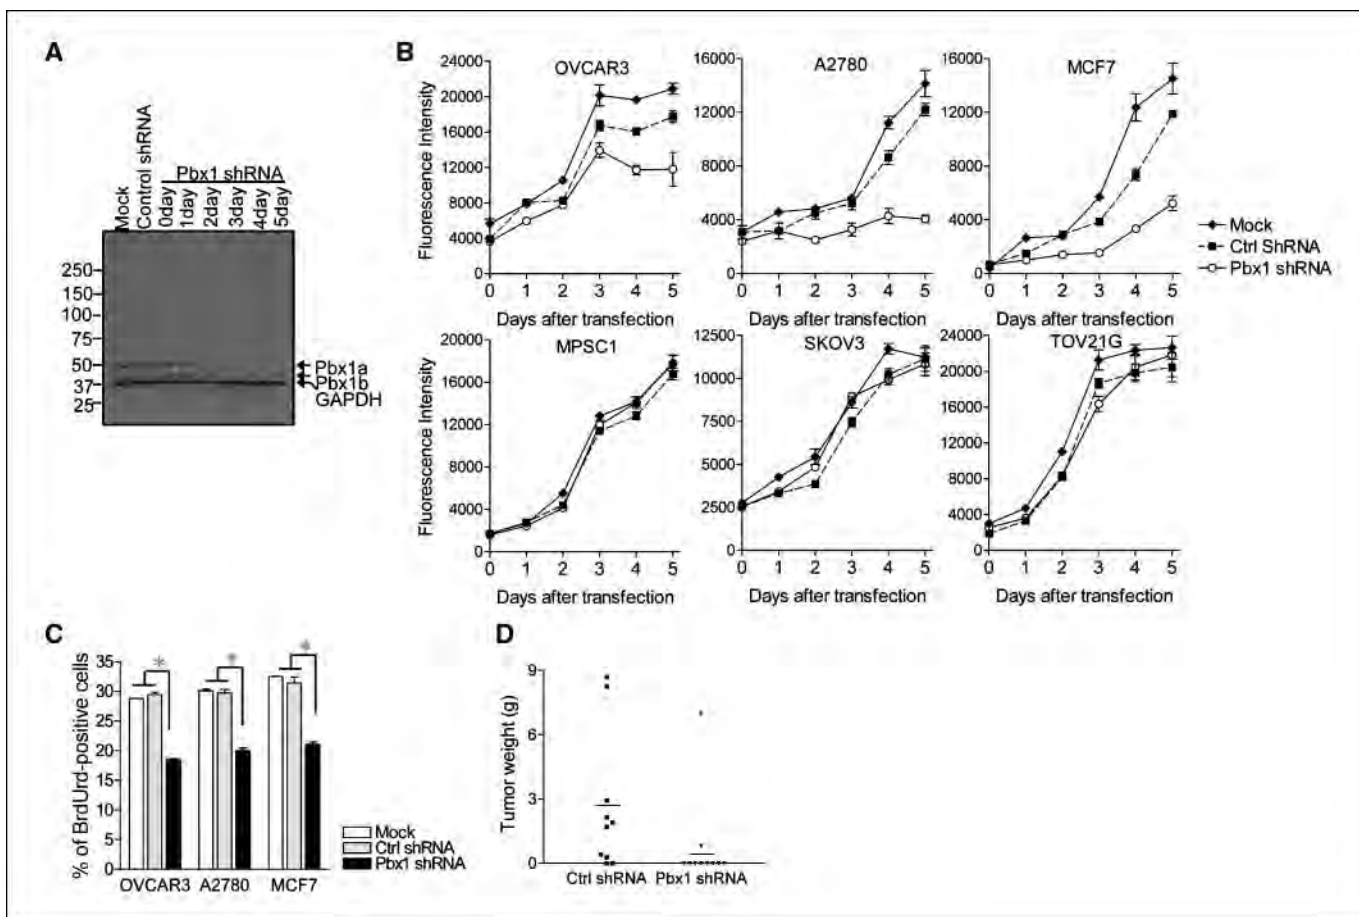 A
Mock
Control shRNA
Pbx1 shRNA
0day
1day
2day
3day
4day
5day
250
150
100
75
50
37
25
Pbx1a
Pbx1b
GAPDH
B
OVCAR3
Fluorescence Intensity
24000
20000
16000
12000
8000
4000
0
0 1 2 3 4 5
Days after transfection
A2780
16000
12000
8000
4000
0
0 1 2 3 4 5
Days after transfection
MCF7
16000
12000
8000
4000
0
0 1 2 3 4 5
Days after transfection
Mock
Ctrl ShRNA
Pbx1 shRNA
MPSC1
Fluorescence Intensity
20000
16000
12000
8000
4000
0
0 1 2 3 4 5
Days after transfection
SKOV3
12500
10000
7500
5000
2500
0
0 1 2 3 4 5
Days after transfection
TOV21G
24000
20000
16000
12000
8000
4000
0
0 1 2 3 4 5
Days after transfection
C
% of BrdUrd-positive cells
35
30
25
20
15
10
5
0
* * *
OVCAR3 A2780 MCF7
Mock
Ctrl shRNA
Pbx1 shRNA
D
Tumor weight (g)
9
6
3
0
Ctrl shRNA Pbx1 shRNA